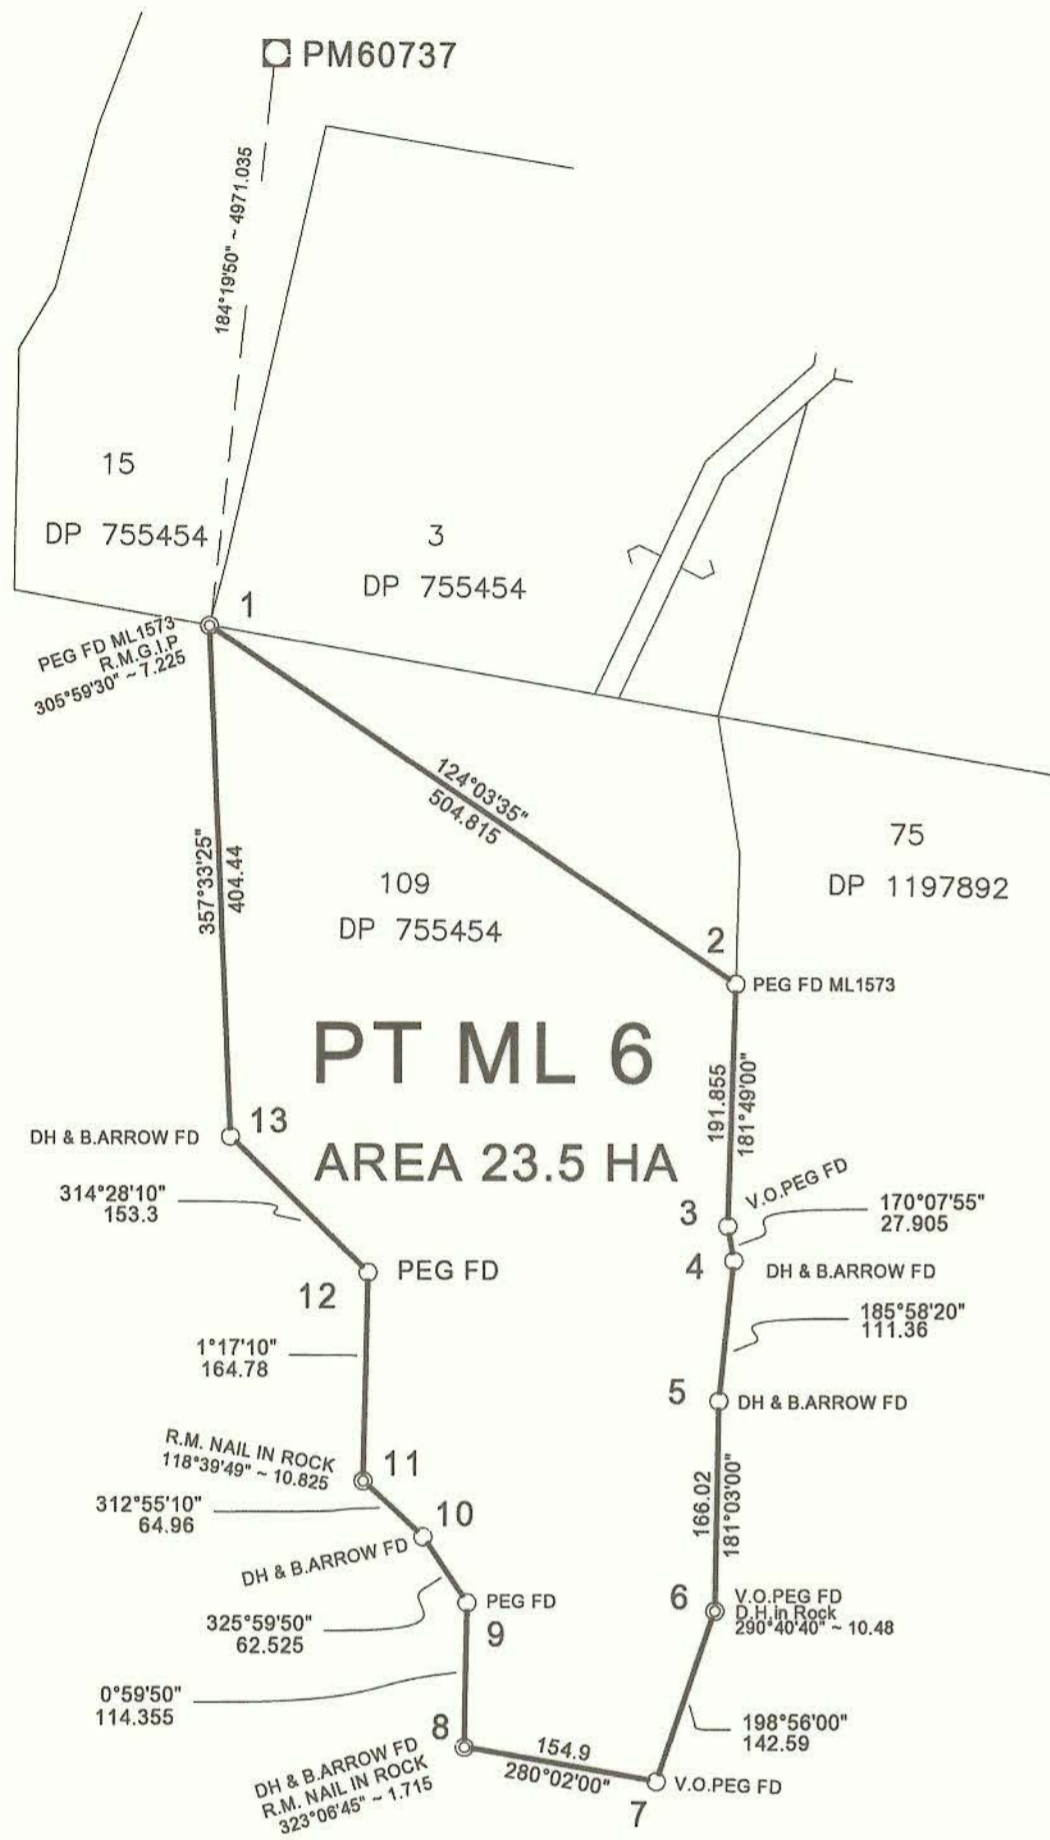 PM60737
184°19'50" ~ 4971.035
15
DP 755454
3
DP 755454
1
PEG FD ML1573
R.M.G.I.P
305°59'30" ~ 7.225
124°03'35"
504.815
75
DP 1197892
357°33'25"
404.44
109
DP 755454
2
PEG FD ML1573
PT ML 6
AREA 23.5 HA
191.855
181°49'00"
13
DH & B.ARROW FD
314°28'10"
153.3
V.O.PEG FD
3
170°07'55"
27.905
4
DH & B.ARROW FD
PEG FD
12
185°58'20"
111.36
1°17'10"
164.78
5
DH & B.ARROW FD
R.M. NAIL IN ROCK
118°39'49" ~ 10.825
11
166.02
181°03'00"
312°55'10"
64.96
10
DH & B.ARROW FD
6
V.O.PEG FD
D.H.in Rock
290°40'40" ~ 10.48
PEG FD
9
325°59'50"
62.525
0°59'50"
114.355
198°56'00"
142.59
8
DH & B.ARROW FD
R.M. NAIL IN ROCK
323°06'45" ~ 1.715
154.9
280°02'00"
V.O.PEG FD
7